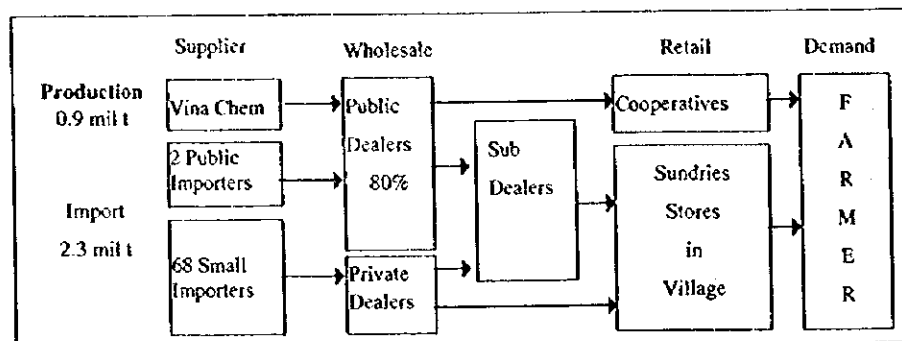 Supplier
Wholesale
Retail
Demand
Production
0.9 mil t
Import
2.3 mil t
Vina Chem
2 Public
Importers
68 Small
Importers
Public
Dealers
80%
Private
Dealers
Sub
Dealers
Cooperatives
Sundries
Stores
in
Village
F
A
R
M
E
R